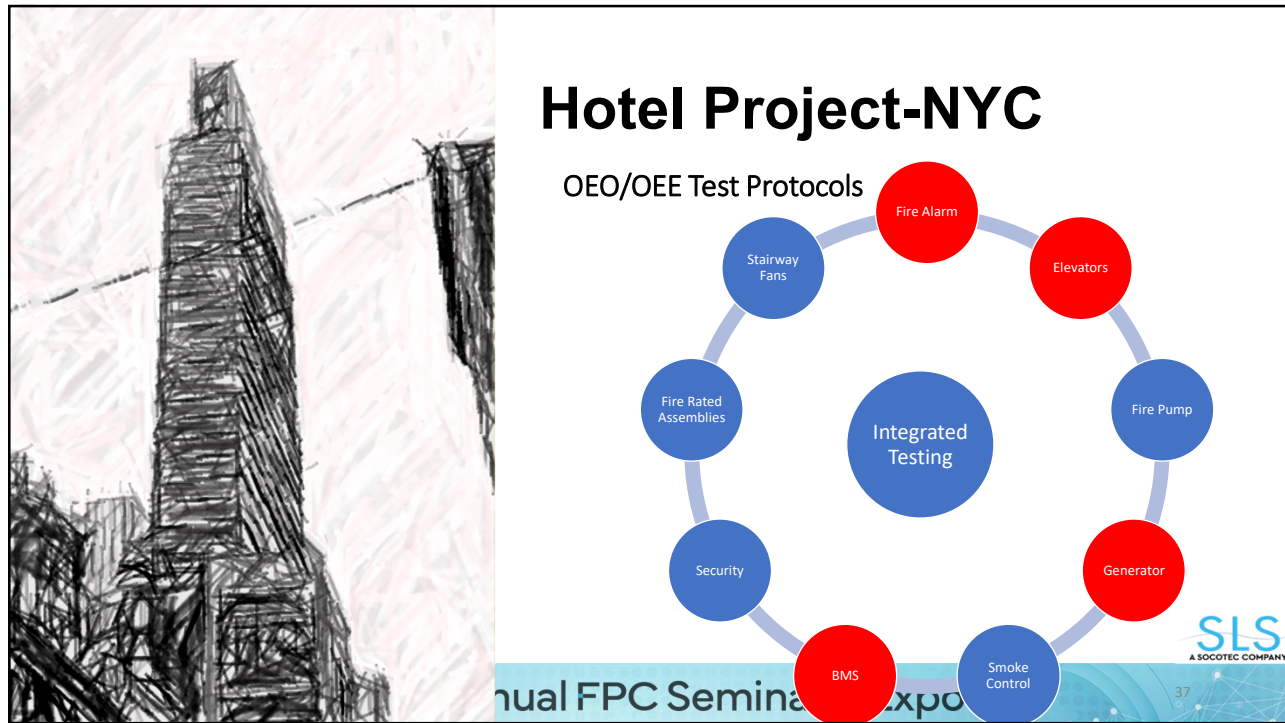 Hotel Project-NYC
OEO/OEE Test Protocols
Fire Alarm
Elevators
Fire Pump
Generator
Smoke
Control
BMS
Security
Fire Rated
Assemblies
Stairway
Fans
Integrated
Testing
SLS
A SOCOTEC COMPANY
nual FPC Semina Expo
37